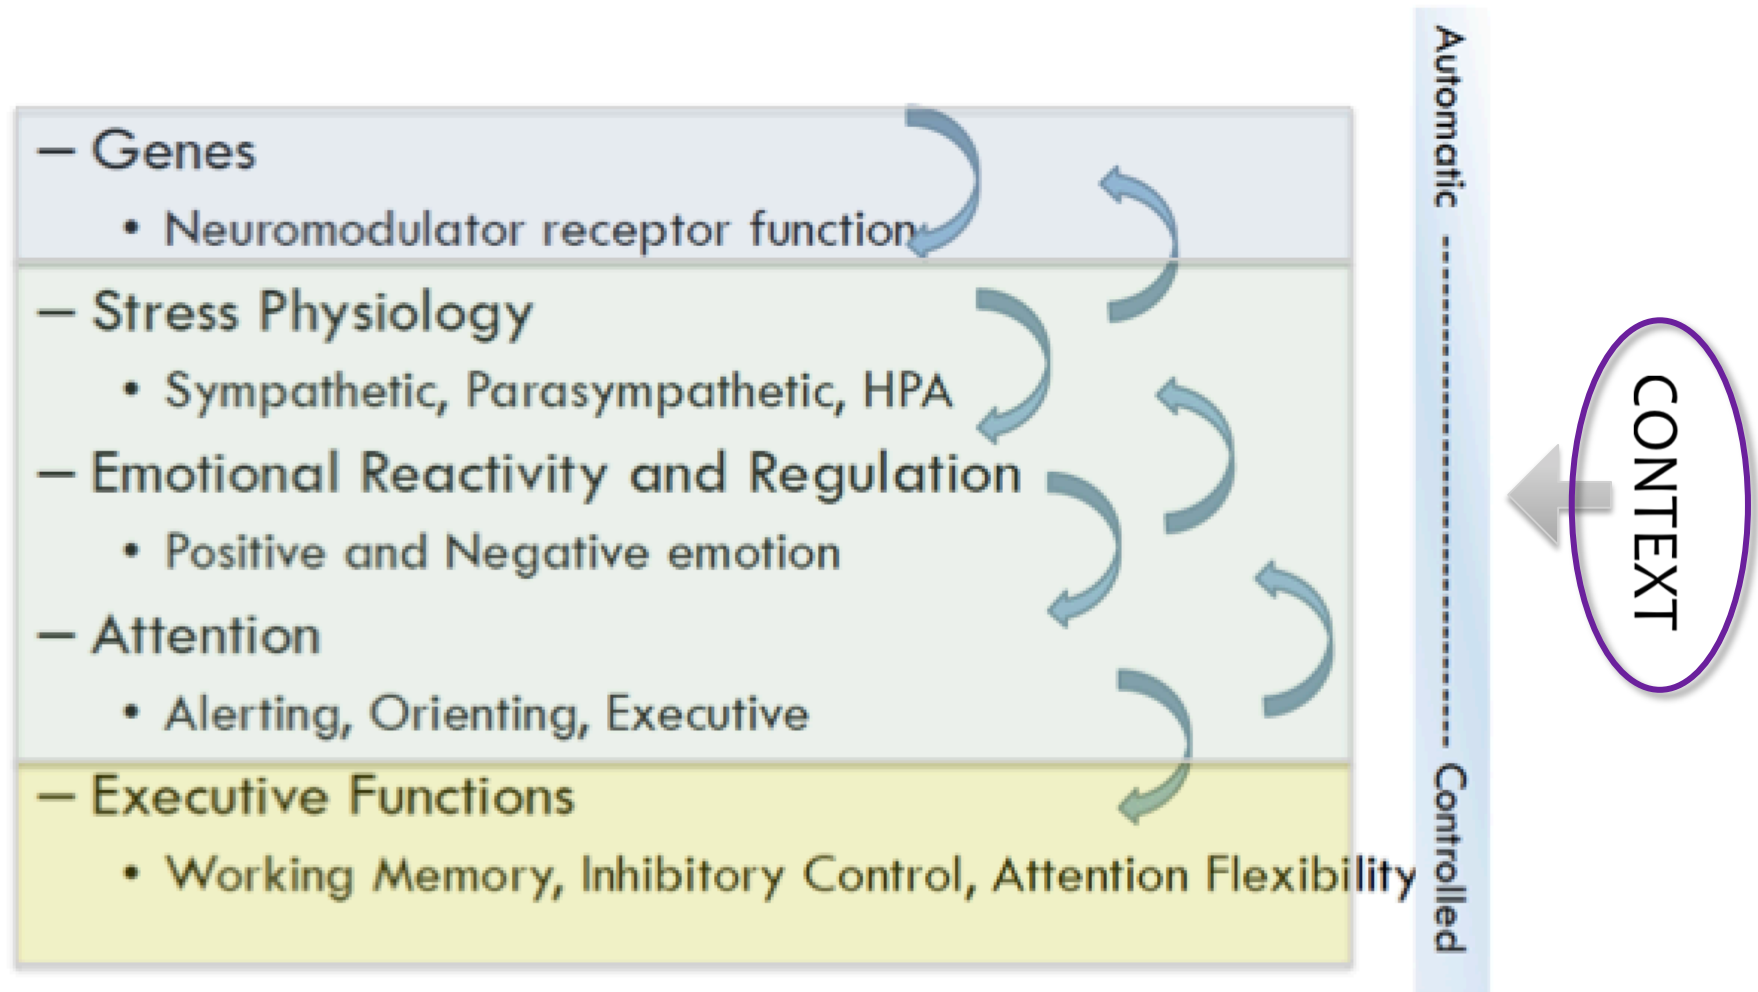 – Genes
• Neuromodulator receptor function
– Stress Physiology
• Sympathetic, Parasympathetic, HPA
– Emotional Reactivity and Regulation
• Positive and Negative emotion
– Attention
• Alerting, Orienting, Executive
– Executive Functions
• Working Memory, Inhibitory Control, Attention Flexibility
Automatic ---------------------------------------- Controlled
CONTEXT